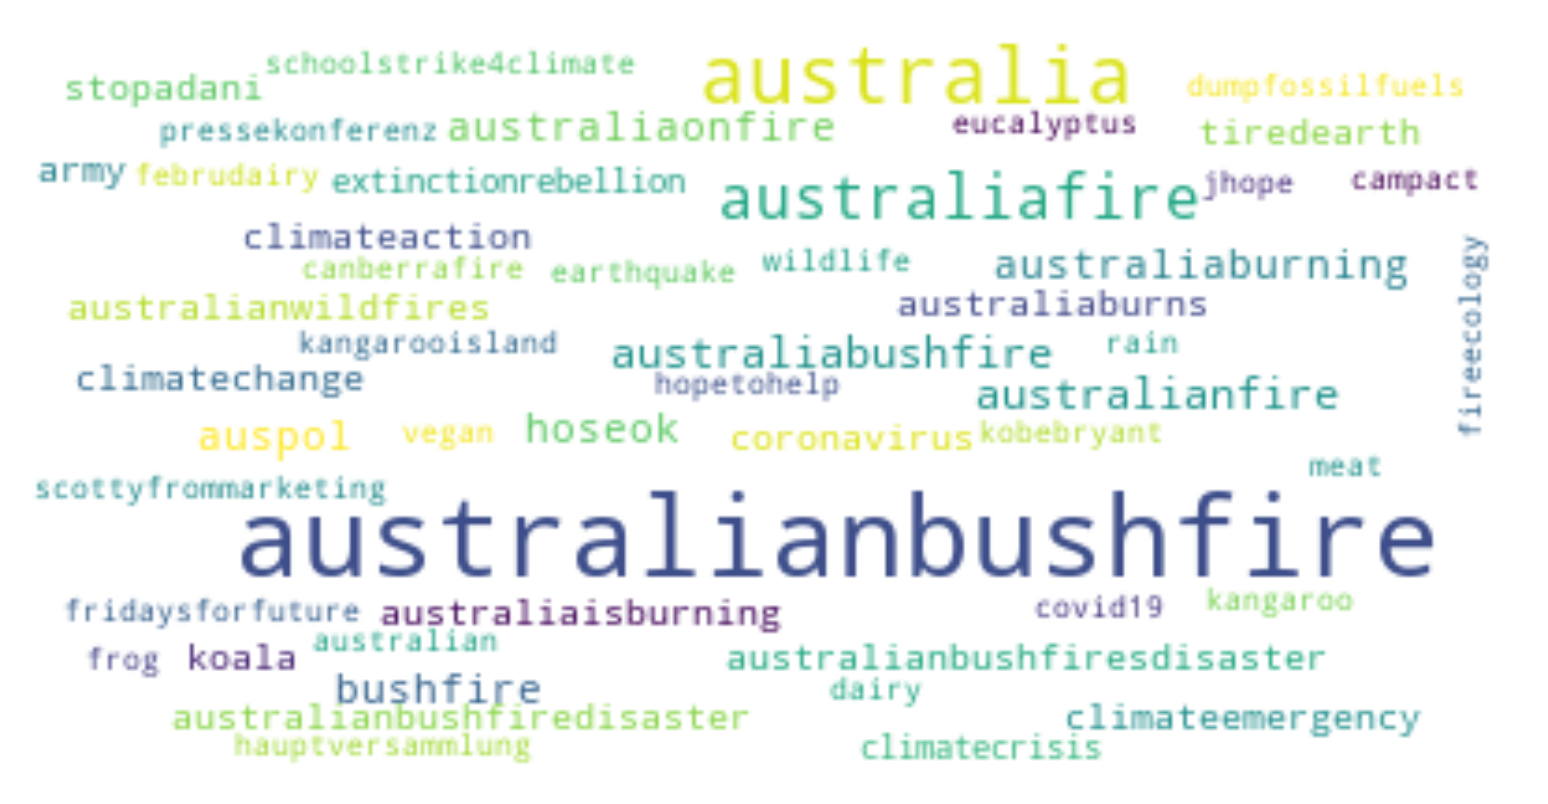 schoolstrike4climate australia
stopadani dumpfossilfuels
pressekonferenz australiaonfire eucalyptus tiredearth
army februdairy extinctionrebellion australiafire jhope campact
climateaction
canberrafire earthquake wildlife australiaburning fireecology
australianwildfires australiaburns
kangarooisland australiabushfire rain
climatechange hopetohelp australianfire
auspol vegan hoseok coronavirus kobebryant
meat
scottyfrommarketing
australianbushfire
fridaysforfuture australiaisburning covid19 kangaroo
australian
frog koala australianbushfiresdisaster
bushfire dairy
australianbushfiredisaster climateemergency
hauptversammlung climatecrisis